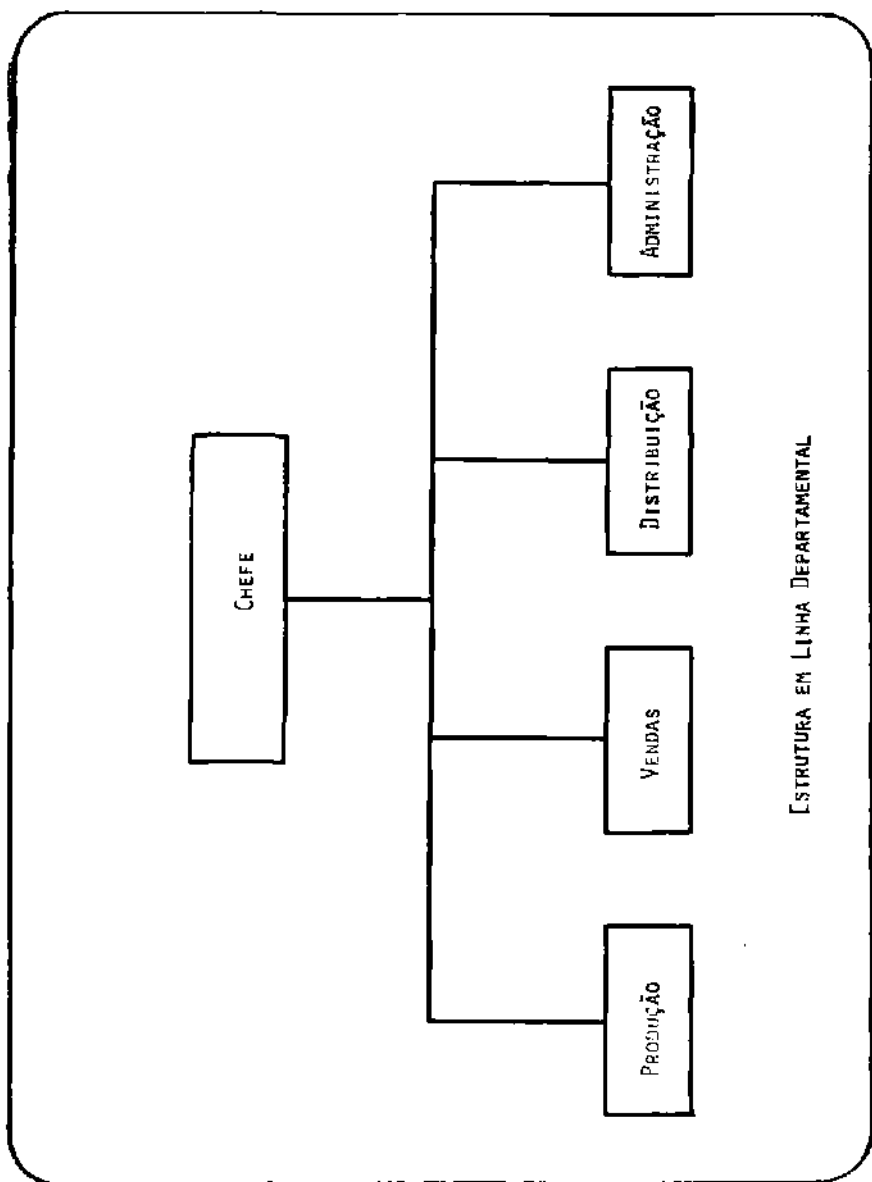 CHEFE
PRODUÇÃO
VENDAS
DISTRIBUIÇÃO
ADMINISTRAÇÃO
ESTRUTURA EM LINHA DEPARTAMENTAL